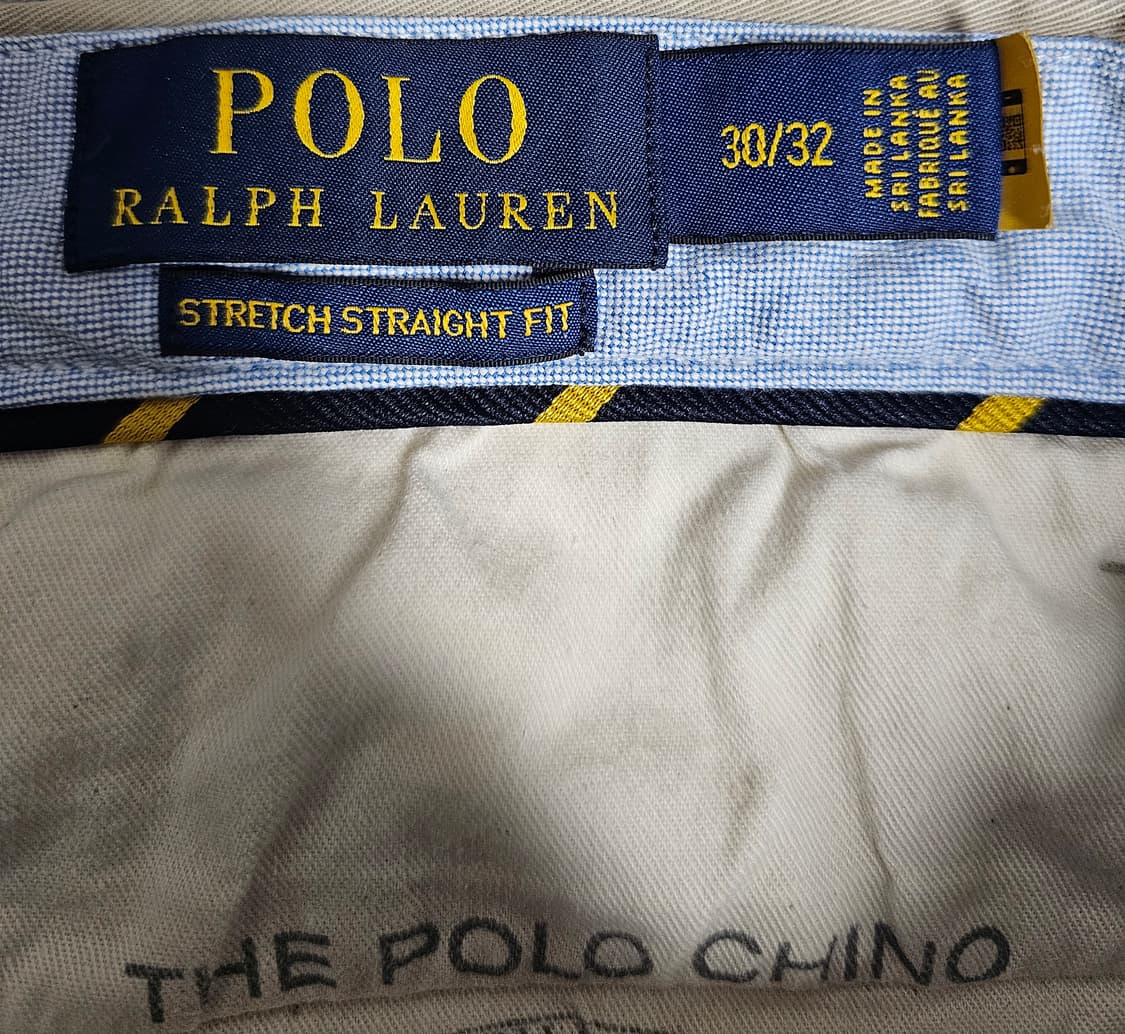 POLO
RALPH LAUREN
30/32
MADE IN
SRI LANKA
FABRIQUÉ AU
SRI LANKA
STRETCH STRAIGHT FIT
THE POLO CHINO